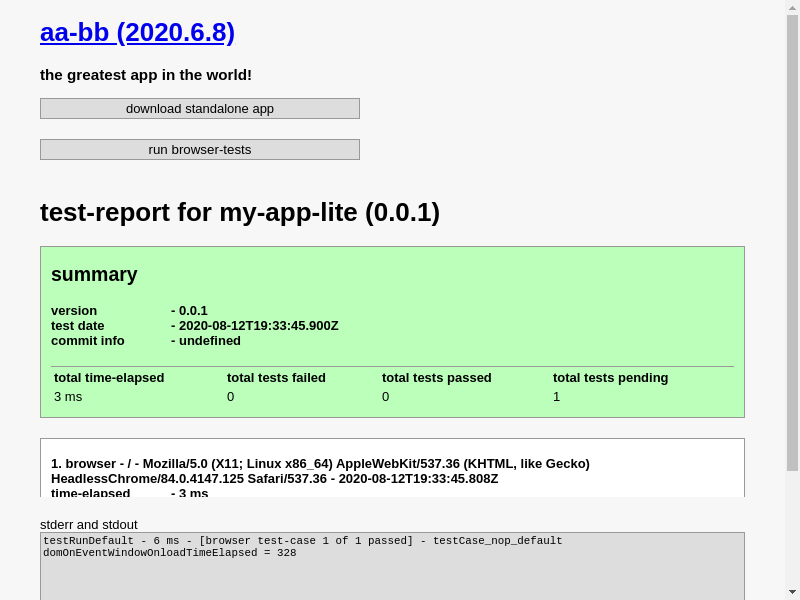 aa-bb (2020.6.8)
the greatest app in the world!
download standalone app
run browser-tests
test-report for my-app-lite (0.0.1)
summary
version - 0.0.1
test date - 2020-08-12T19:33:45.900Z
commit info - undefined
total time-elapsed total tests failed total tests passed total tests pending
3 ms 0 0 1
1. browser - / - Mozilla/5.0 (X11; Linux x86_64) AppleWebKit/537.36 (KHTML, like Gecko)
HeadlessChrome/84.0.4147.125 Safari/537.36 - 2020-08-12T19:33:45.808Z
time-elapsed - 3 ms
stderr and stdout
testRunDefault - 6 ms - [browser test-case 1 of 1 passed] - testCase_nop_default
domOnEventWindowOnloadTimeElapsed = 328